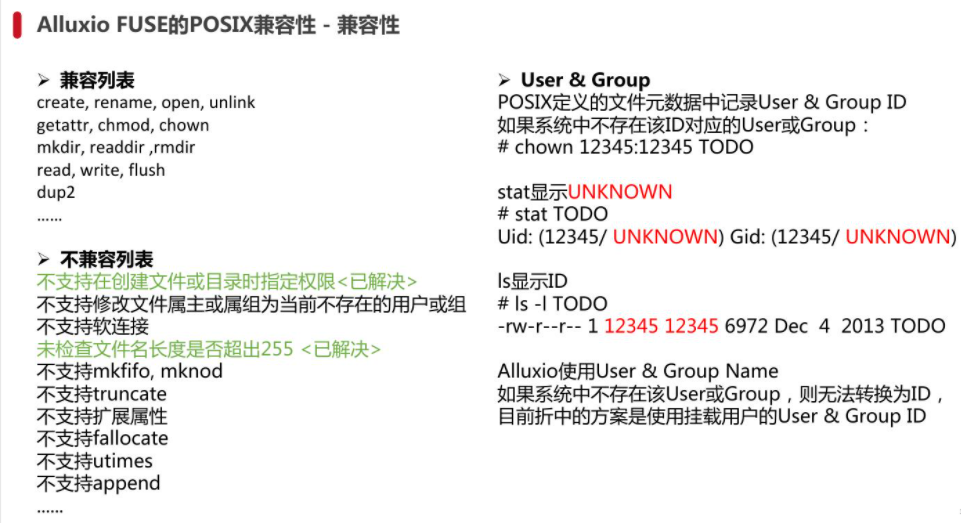 Alluxio FUSE的POSIX兼容性 - 兼容性
➢ 兼容列表
create, rename, open, unlink
getattr, chmod, chown
mkdir, readdir ,rmdir
read, write, flush
dup2
......
➢ 不兼容列表
不支持在创建文件或目录时指定权限<已解决>
不支持修改文件属主或属组为当前不存在的用户或组
不支持软连接
未检查文件名长度是否超出255 <已解决>
不支持mkfifo, mknod
不支持truncate
不支持扩展属性
不支持fallocate
不支持utimes
不支持append
......
➢ User & Group
POSIX定义的文件元数据中记录User & Group ID
如果系统中不存在该ID对应的User或Group：
# chown 12345:12345 TODO
stat显示UNKNOWN
# stat TODO
Uid: (12345/ UNKNOWN) Gid: (12345/ UNKNOWN)
ls显示ID
# ls -l TODO
-rw-r--r-- 1 12345 12345 6972 Dec  4  2013 TODO
Alluxio使用User & Group Name
如果系统中不存在该User或Group，则无法转换为ID，
目前折中的方案是使用挂载用户的User & Group ID